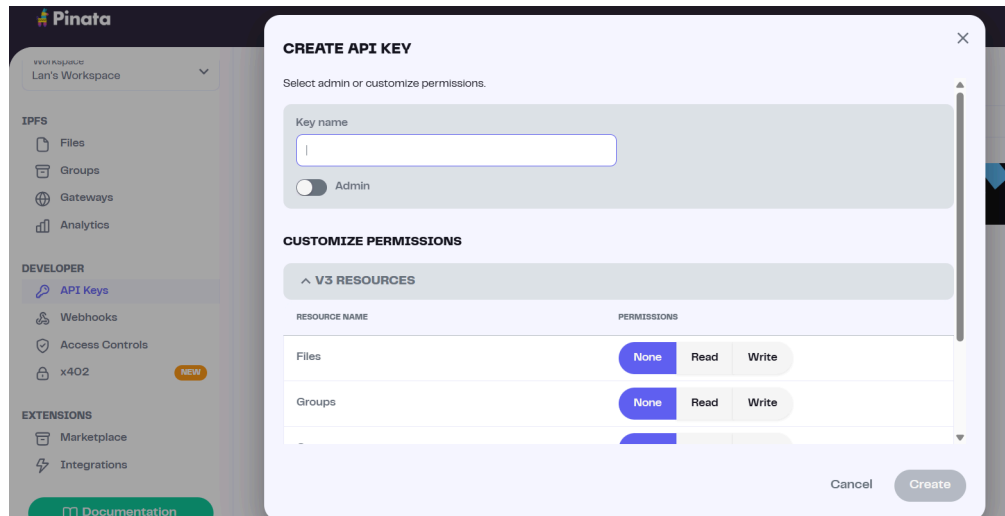 Pinata
Workspace
Lan's Workspace
IPFS
Files
Groups
Gateways
Analytics
DEVELOPER
API Keys
Webhooks
Access Controls
x402 NEW
EXTENSIONS
Marketplace
Integrations
Documentation
CREATE API KEY
Select admin or customize permissions.
Key name
Admin
CUSTOMIZE PERMISSIONS
V3 RESOURCES
RESOURCE NAME PERMISSIONS
Files None Read Write
Groups None Read Write
Cancel Create